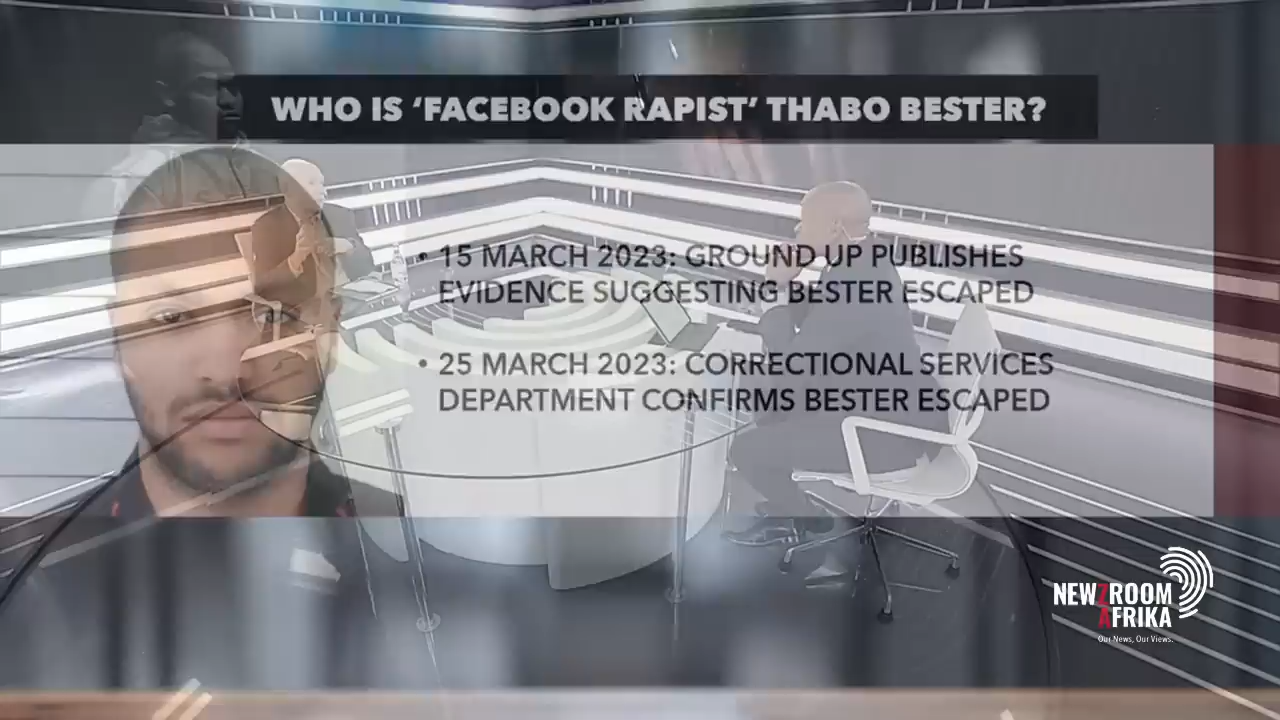 WHO IS ‘FACEBOOK RAPIST’ THABO BESTER?
• 15 MARCH 2023: GROUND UP PUBLISHES
EVIDENCE SUGGESTING BESTER ESCAPED
• 25 MARCH 2023: CORRECTIONAL SERVICES
DEPARTMENT CONFIRMS BESTER ESCAPED
NEWZROOM
AFRIKA
Our News, Our Views.